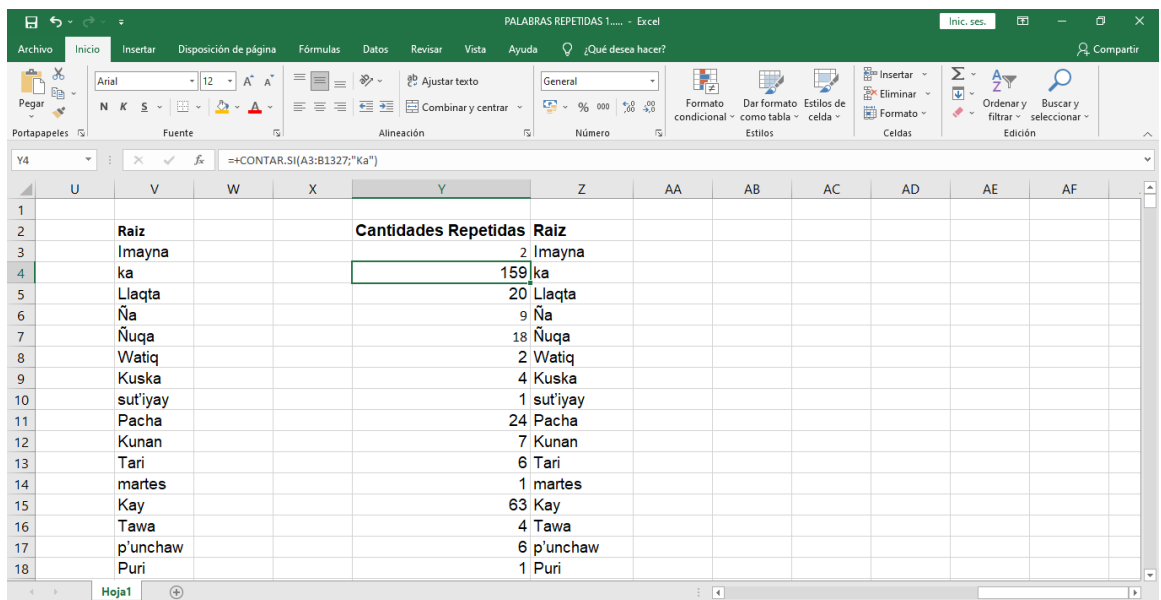 PALABRAS REPETIDAS 1..... - Excel
Inic. ses.
Archivo Inicio Insertar Disposición de página Fórmulas Datos Revisar Vista Ayuda ¿Qué desea hacer? Compartir
Pegar
Portapapeles
Arial 12 A A
N K S A
Fuente
Ajustar texto
Combinar y centrar
Alineación
General
% 000
Número
Formato condicional
Dar formato como tabla
Estilos de celda
Estilos
Insertar
Eliminar
Formato
Celdas
Ordenar y filtrar
Buscar y seleccionar
Edición
Y4 fx =+CONTAR.SI(A3:B1327;"Ka")
U V W X Y Z AA AB AC AD AE AF
1
2 Raiz Cantidades Repetidas Raiz
3 Imayna 2 Imayna
4 ka 159 ka
5 Llaqta 20 Llaqta
6 Ña 9 Ña
7 Ñuqa 18 Ñuqa
8 Watiq 2 Watiq
9 Kuska 4 Kuska
10 sut'iyay 1 sut'iyay
11 Pacha 24 Pacha
12 Kunan 7 Kunan
13 Tari 6 Tari
14 martes 1 martes
15 Kay 63 Kay
16 Tawa 4 Tawa
17 p'unchaw 6 p'unchaw
18 Puri 1 Puri
Hoja1